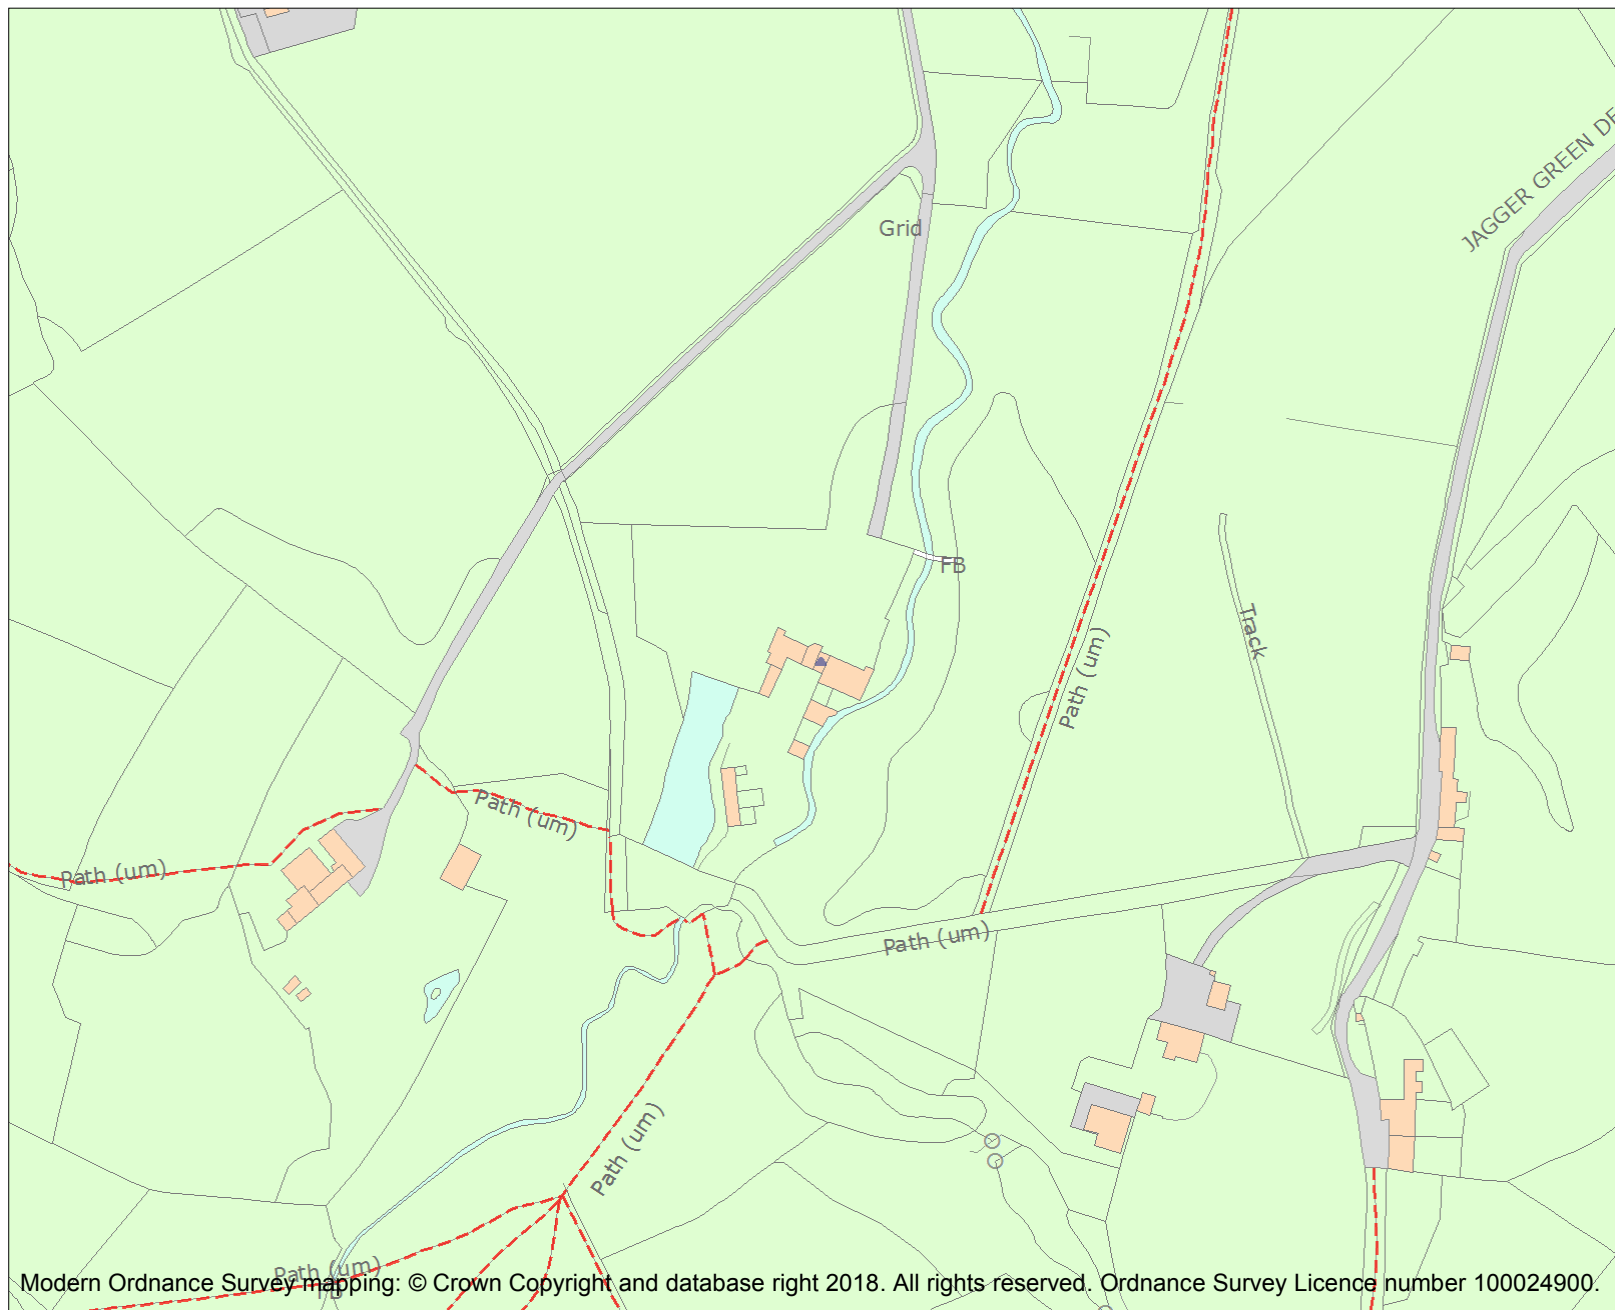 JAGGER GREEN DE
Grid
FB
Track
Path (um)
Path (um)
Path (um)
Path (um)
Path (um)
Path (um)
Modern Ordnance Survey mapping: © Crown Copyright and database right 2018. All rights reserved. Ordnance Survey Licence number 100024900.